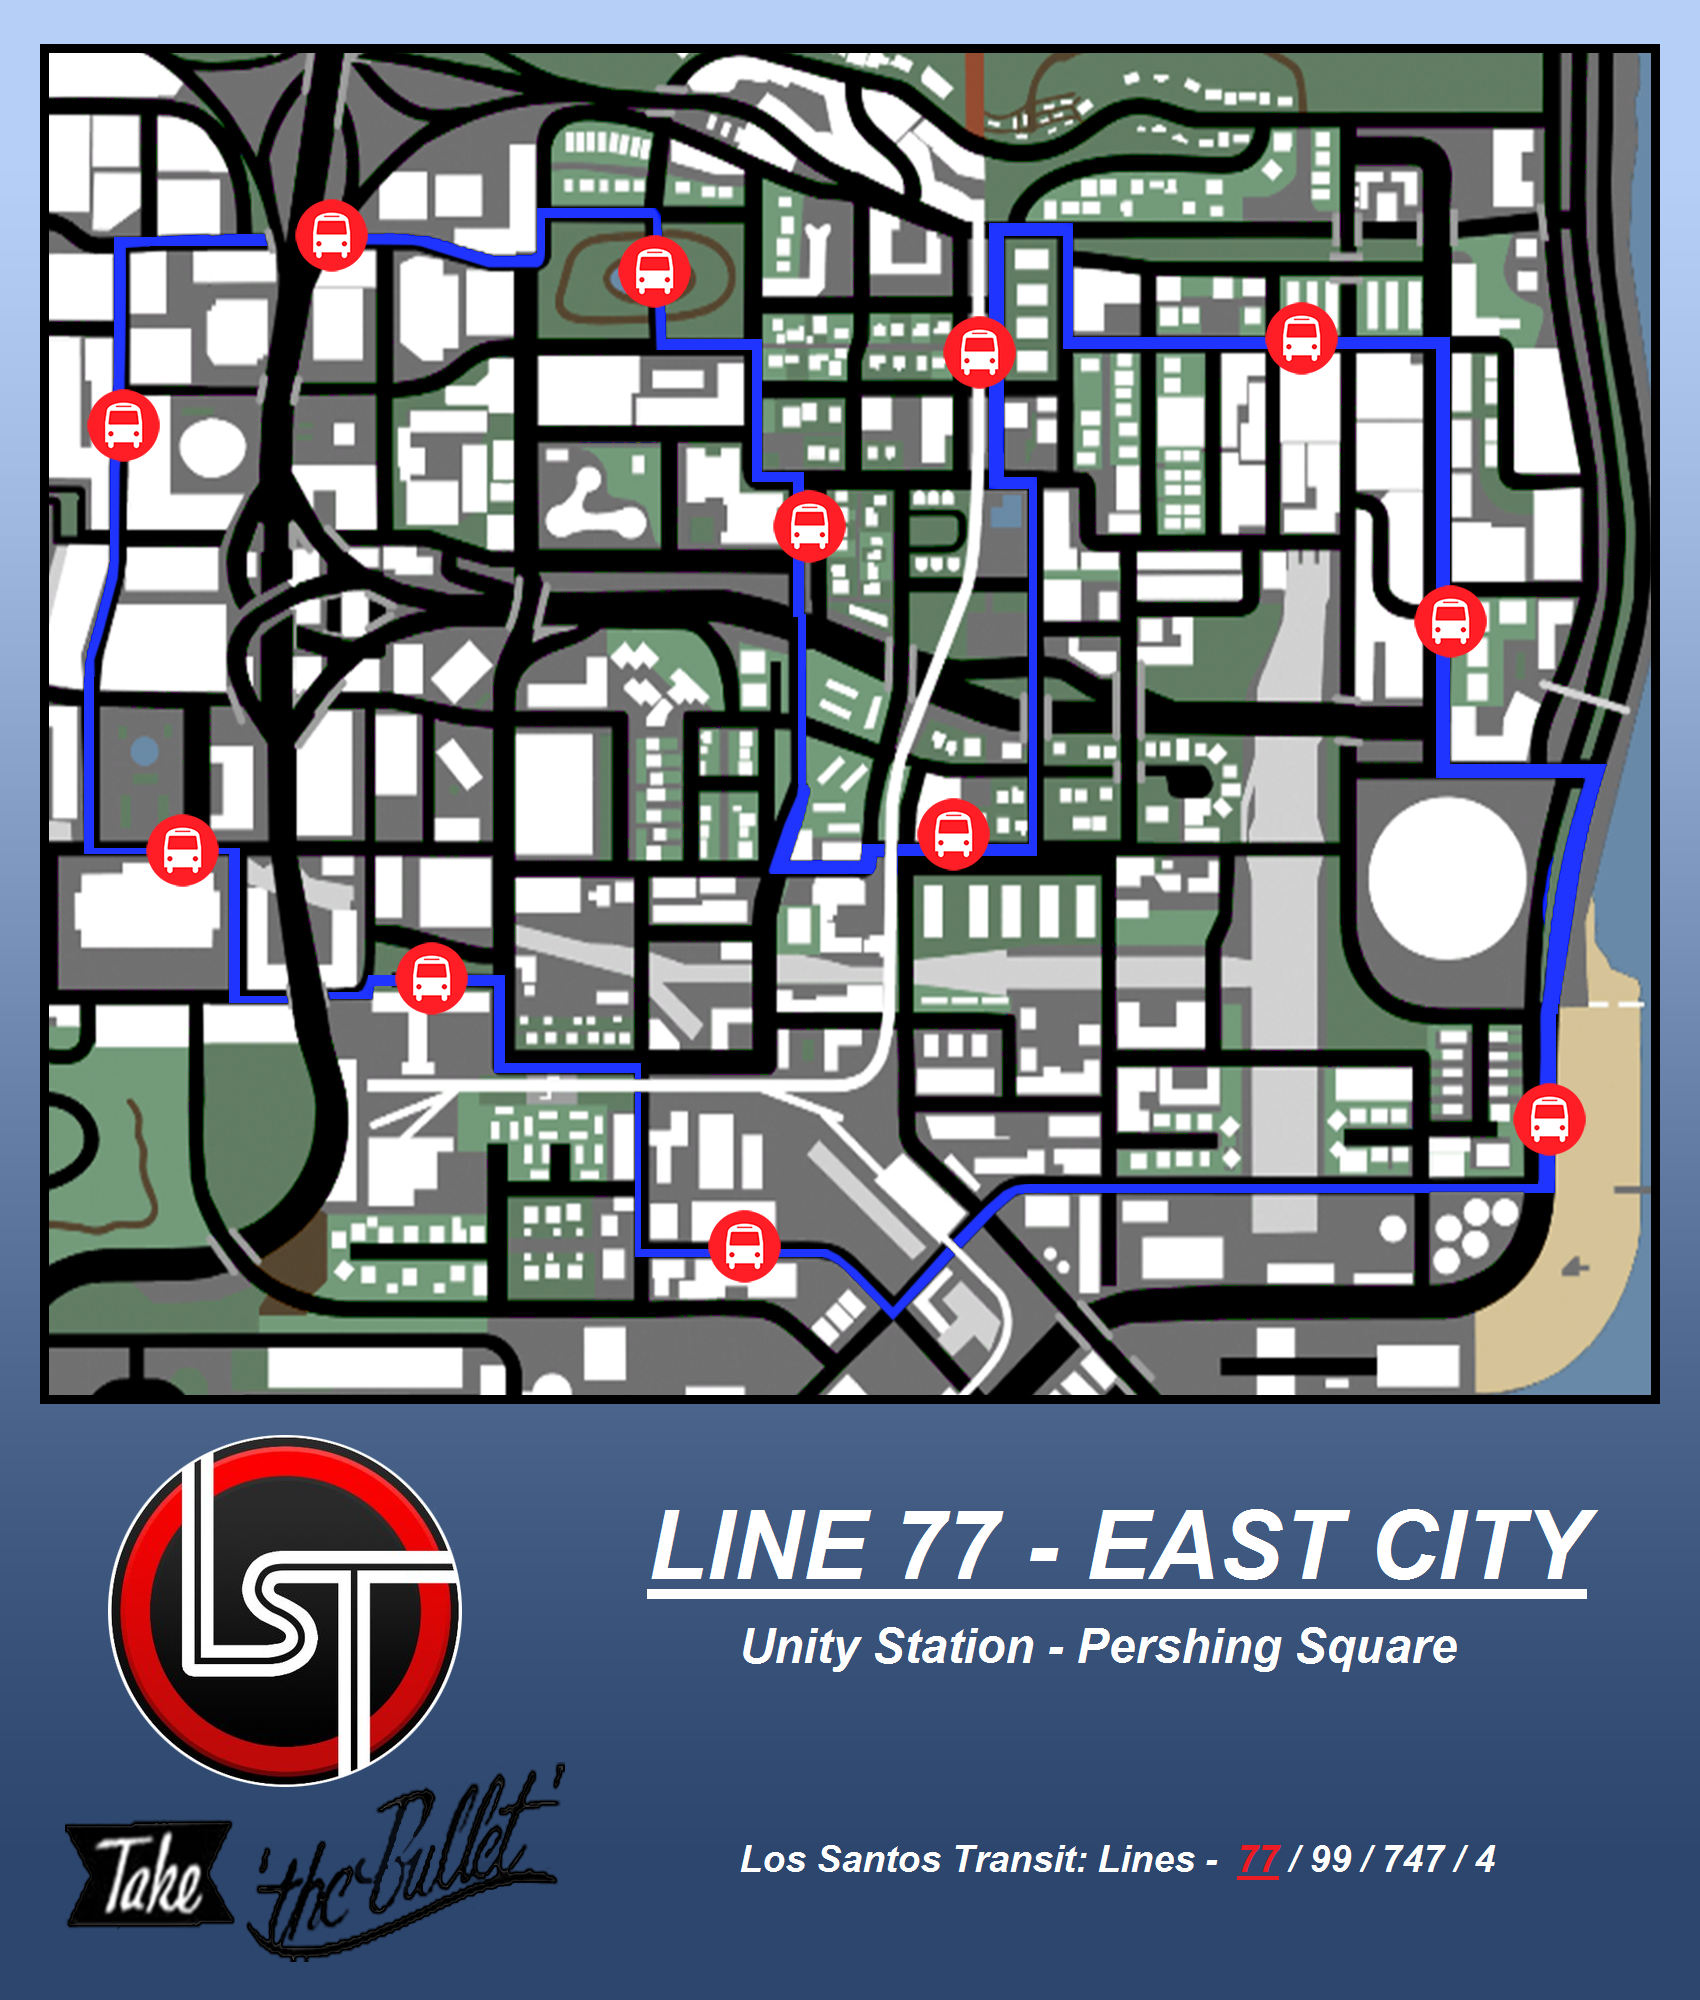 LINE 77 - EAST CITY
Unity Station - Pershing Square
LST
Take
'the Bullet'
Los Santos Transit: Lines - 77 / 99 / 747 / 4